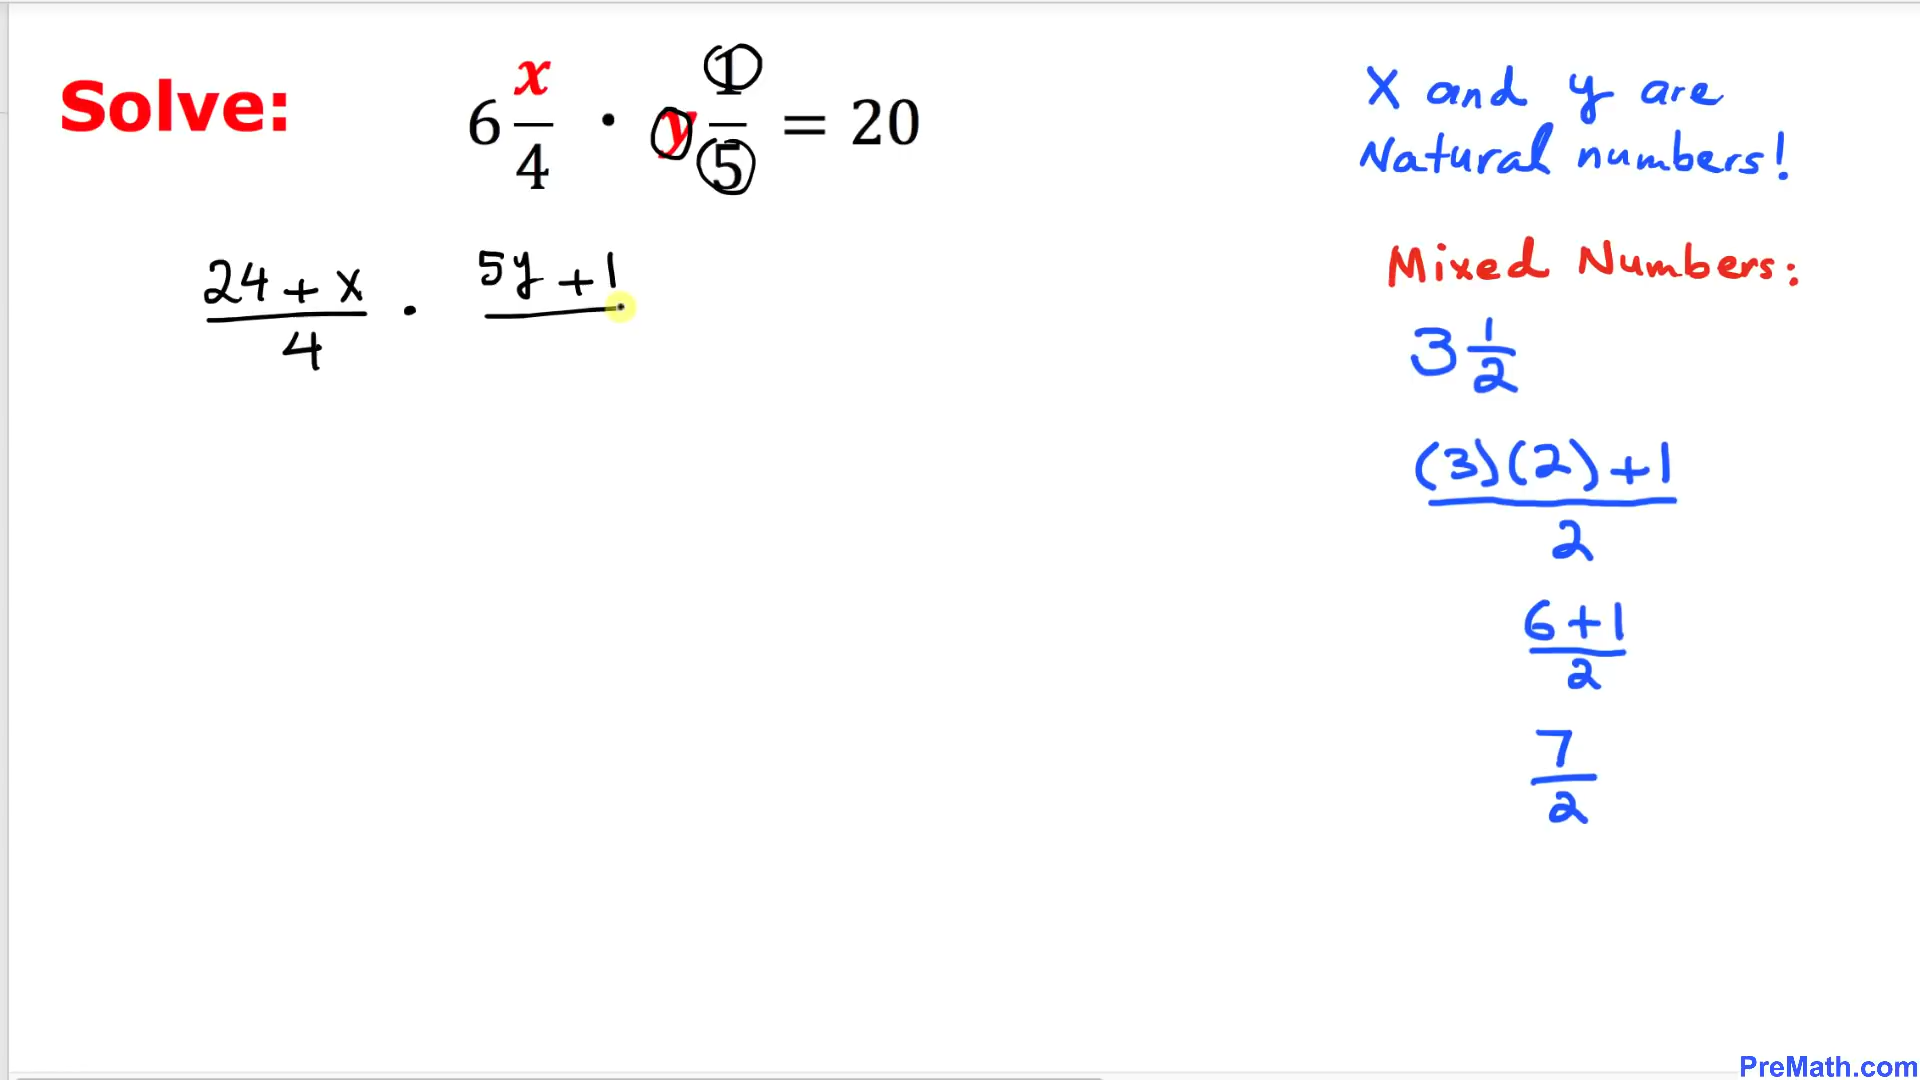 Solve: 6 x/4 · y 1/5 = 20
24 + x / 4 · 5y + 1
X and y are
Natural numbers!
Mixed Numbers:
3 1/2
(3)(2) + 1 / 2
6 + 1 / 2
7/2
PreMath.com